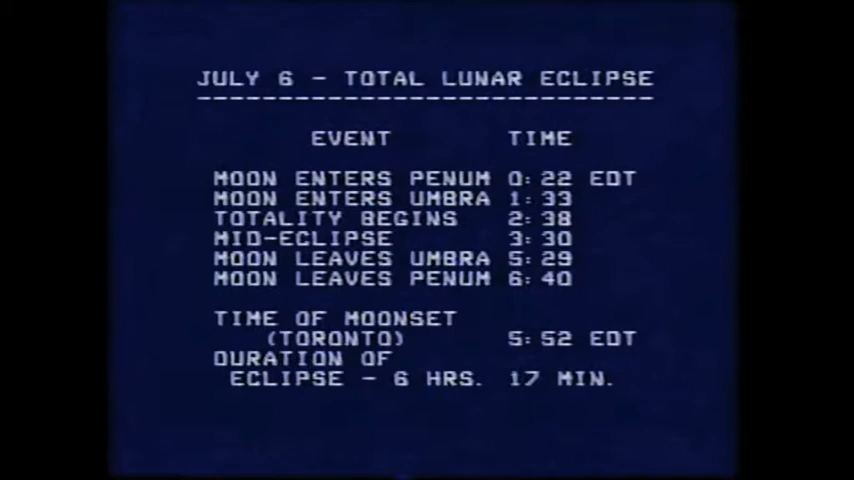 JULY 6 - TOTAL LUNAR ECLIPSE
----------------------------
EVENT TIME
MOON ENTERS PENUM 0:22 EDT
MOON ENTERS UMBRA 1:33
TOTALITY BEGINS 2:38
MID-ECLIPSE 3:30
MOON LEAVES UMBRA 5:29
MOON LEAVES PENUM 6:40
TIME OF MOONSET
(TORONTO) 5:52 EDT
DURATION OF
ECLIPSE - 6 HRS. 17 MIN.